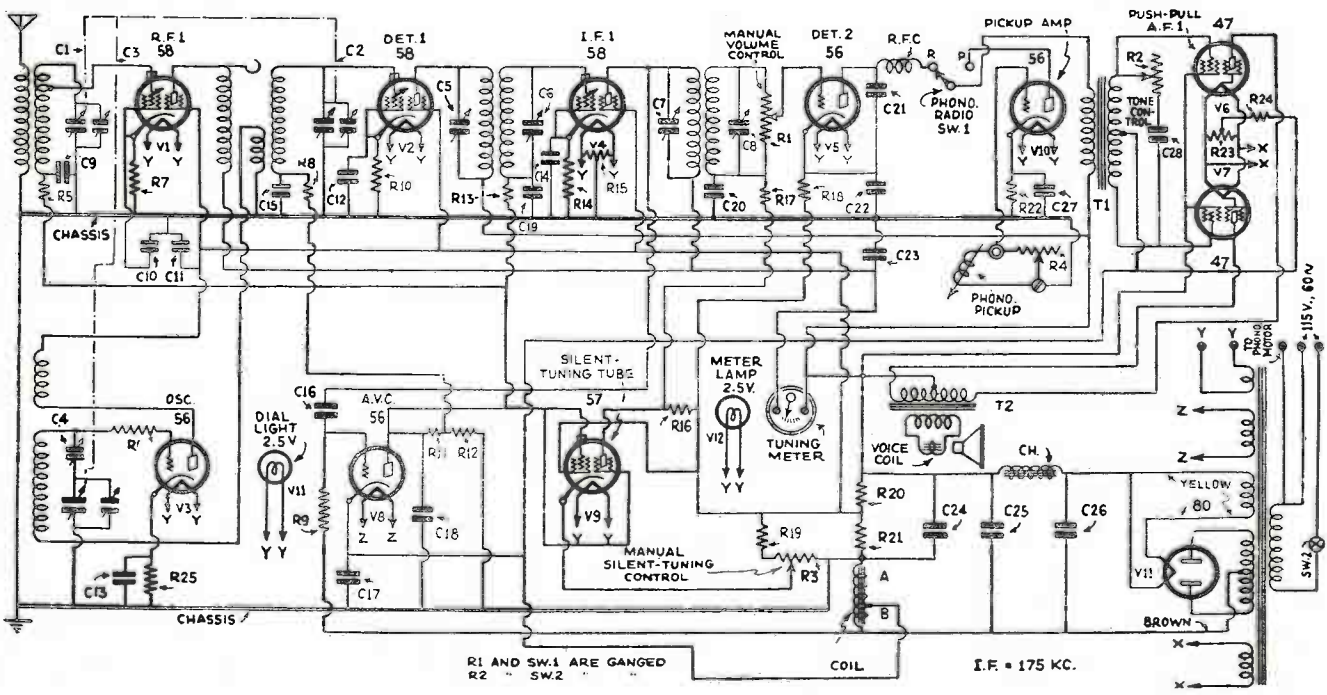 R.F.1
58
DET.1
58
I.F.1
58
MANUAL
VOLUME
CONTROL
DET. 2
56
R.F.C
R
P
PHONO.
RADIO
SW.1
PICKUP AMP
56
PUSH-PULL
A.F.1
47
C1
C3
C2
C5
C6
C7
C8
R1
C21
R2
TONE
CON-
TROL
C28
V6
R24
R23
V7
X
X
47
C9
R5
V1
Y Y
R7
R8
C15
C12
V2
Y Y
R10
R13
C14
C19
V4
Y Y
R14
R15
C20
R17
V5
Y Y
R18
C22
V10
Y Y
R22
C27
T1
CHASSIS
C10
C11
C23
R4
PHONO.
PICKUP
OSC.
56
C4
V3
Y Y
C13
R25
DIAL
LIGHT
2.5 V
V11
Y Y
C16
R9
A.V.C.
56
V8
Z Z
R11
R12
C18
C17
SILENT-
TUNING TUBE
57
V9
Y Y
R16
METER
LAMP
2.5V.
V12
Y Y
TUNING
METER
T2
VOICE
COIL
CH.
TO
PHONO.
MOTOR
Y Y
115 V., 60~
Z
Z
R20
R21
C24
C25
C26
YELLOW
80
V11
BROWN
SW.2
X
X
R19
R3
MANUAL
SILENT-TUNING
CONTROL
A
B
COIL
CHASSIS
R1 AND SW.1 ARE GANGED
R2 " SW.2 "
I.F. = 175 KC.